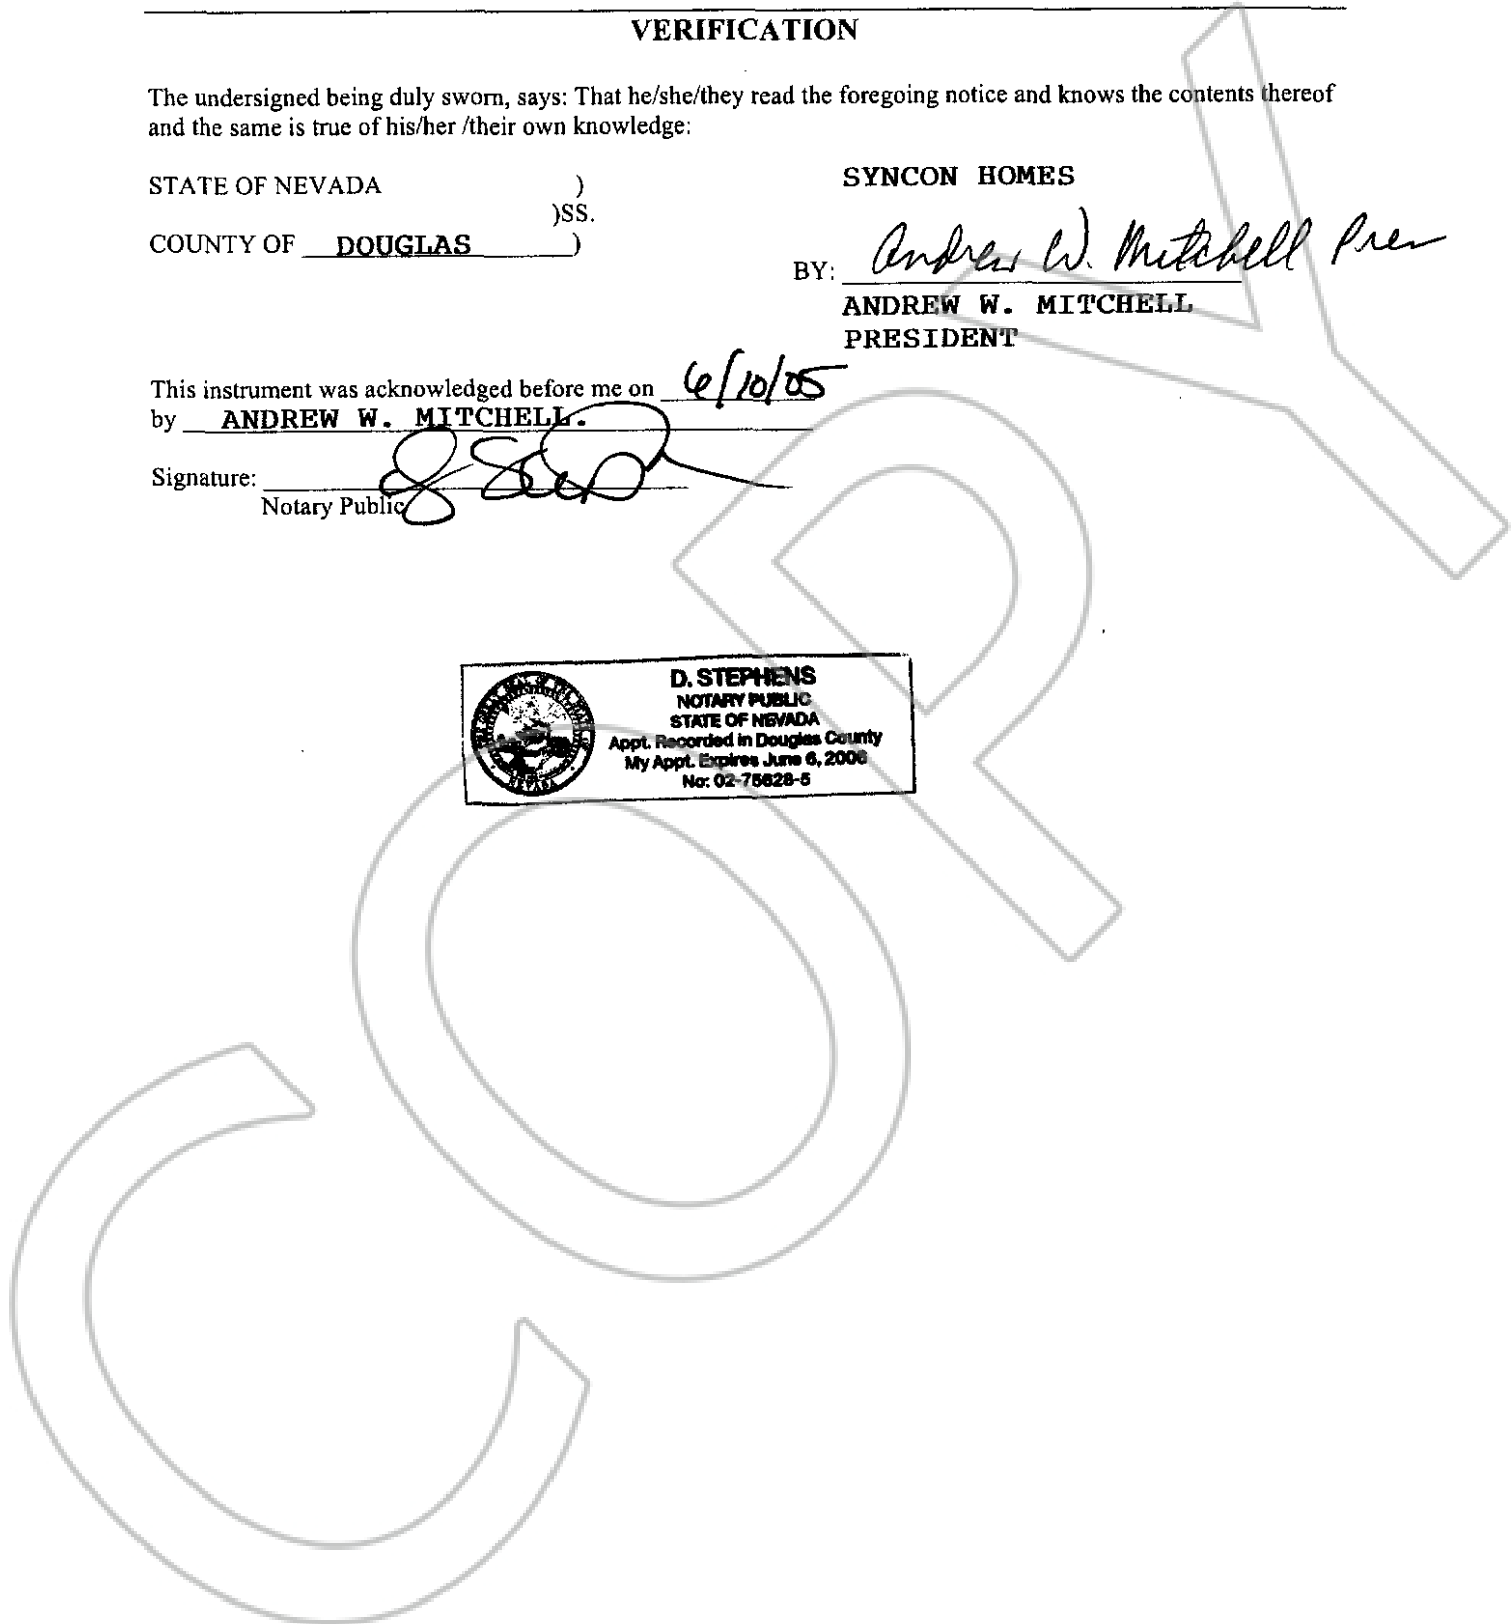 VERIFICATION
The undersigned being duly sworn, says: That he/she/they read the foregoing notice and knows the contents thereof
and the same is true of his/her /their own knowledge:
STATE OF NEVADA )
)SS.
COUNTY OF DOUGLAS )
SYNCON HOMES
BY: Andrew W. Mitchell Pres
ANDREW W. MITCHELL
PRESIDENT
This instrument was acknowledged before me on 6/10/05
by ANDREW W. MITCHELL.
Signature:
Notary Public
D. STEPHENS
NOTARY PUBLIC
STATE OF NEVADA
Appt. Recorded in Douglas County
My Appt. Expires June 6, 2006
No: 02-75628-5
NEVADA
COPY